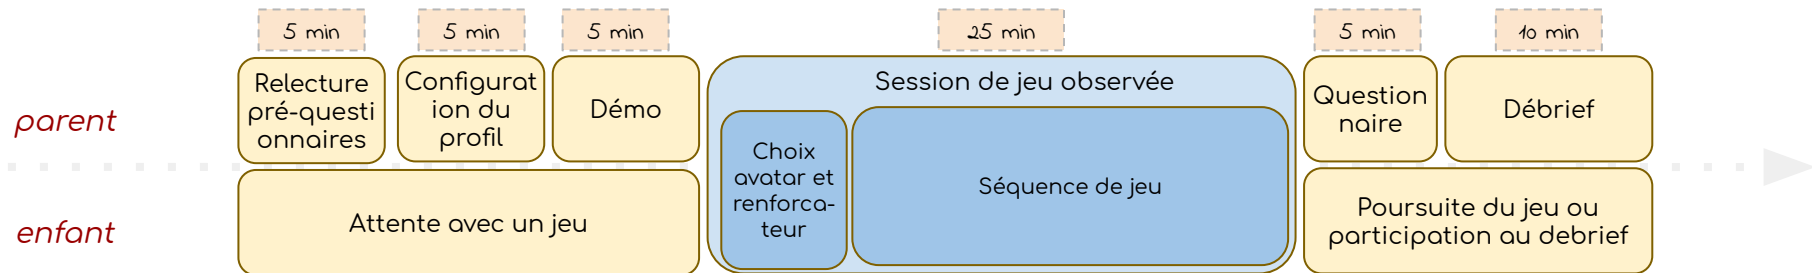 5 min
5 min
5 min
25 min
5 min
10 min
parent
Relecture
pré-questi
onnaires
Configurat
ion du
profil
Démo
Session de jeu observée
Choix
avatar et
renforca-
teur
Séquence de jeu
Question
naire
Débrief
enfant
Attente avec un jeu
Poursuite du jeu ou
participation au debrief